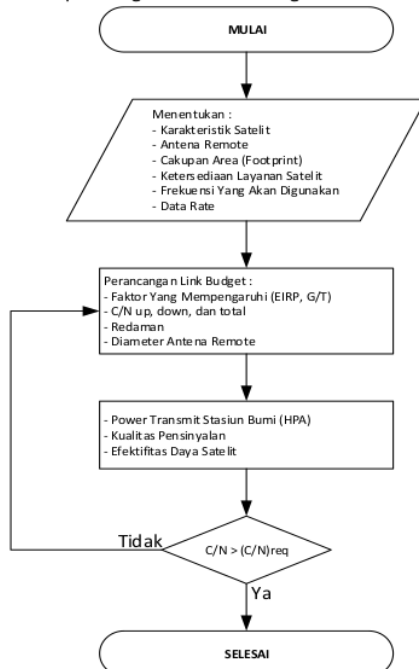 MULAI
Menentukan :
- Karakteristik Satelit
- Antena Remote
- Cakupan Area (Footprint)
- Ketersediaan Layanan Satelit
- Frekuensi Yang Akan Digunakan
- Data Rate
Perancangan Link Budget :
- Faktor Yang Mempengaruhi (EIRP, G/T)
- C/N up, down, dan total
- Redaman
- Diameter Antena Remote
- Power Transmit Stasiun Bumi (HPA)
- Kualitas Pensinyalan
- Efektifitas Daya Satelit
Tidak
C/N > (C/N)req
Ya
SELESAI